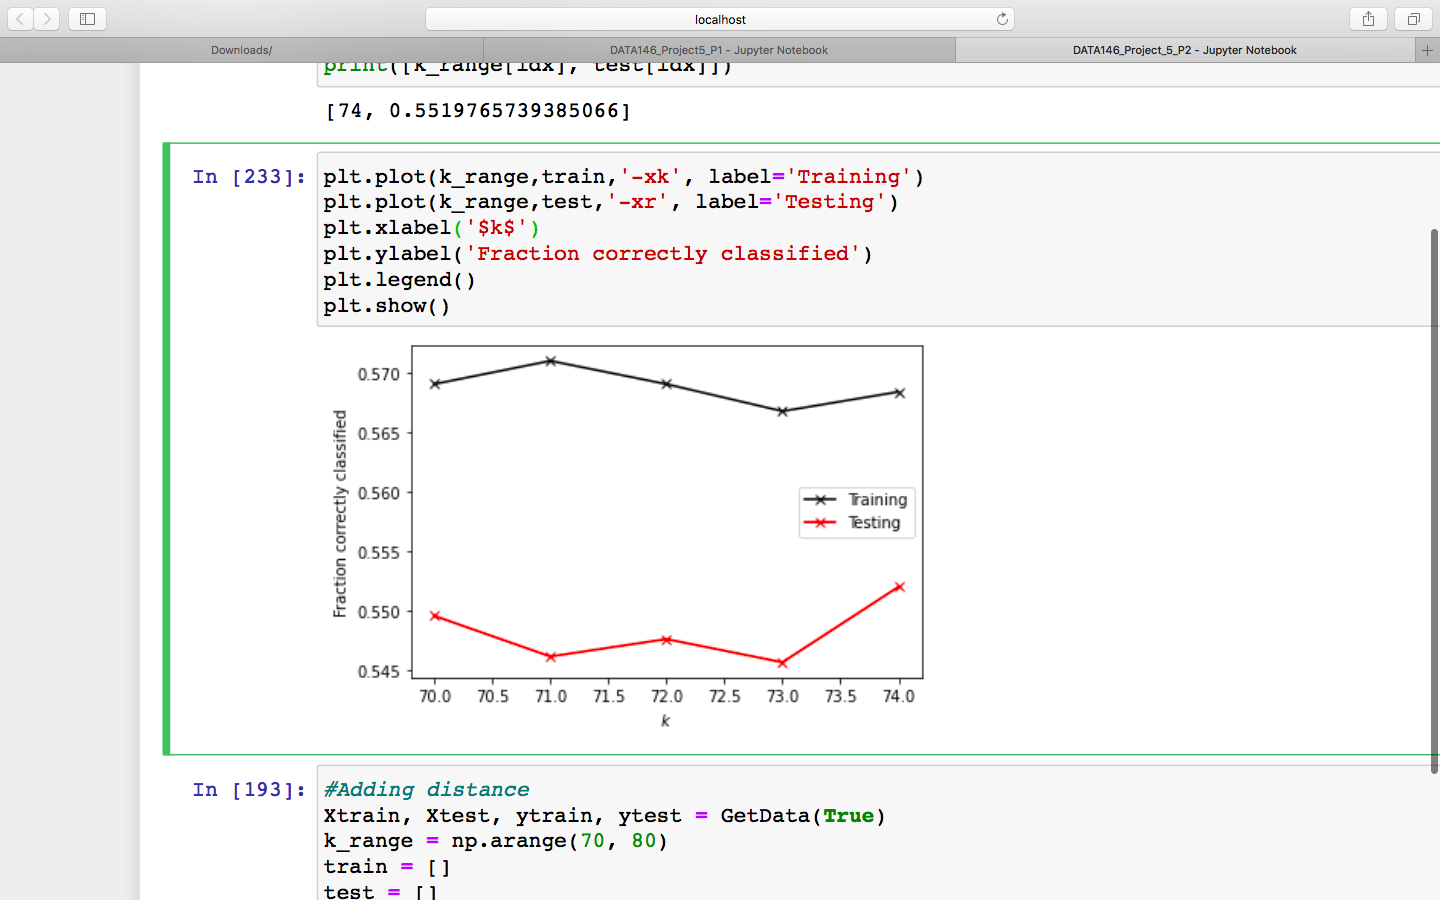 localhost
Downloads/
DATA146_Project5_P1 - Jupyter Notebook
DATA146_Project_5_P2 - Jupyter Notebook
print([k_range[idx], test[idx]])
[74, 0.5519765739385066]
In [233]:
plt.plot(k_range,train,'-xk', label='Training')
plt.plot(k_range,test,'-xr', label='Testing')
plt.xlabel('$k$')
plt.ylabel('Fraction correctly classified')
plt.legend()
plt.show()
Fraction correctly classified
0.570
0.565
0.560
0.555
0.550
0.545
Training
Testing
70.0 70.5 71.0 71.5 72.0 72.5 73.0 73.5 74.0
k
In [193]:
#Adding distance
Xtrain, Xtest, ytrain, ytest = GetData(True)
k_range = np.arange(70, 80)
train = []
test = []